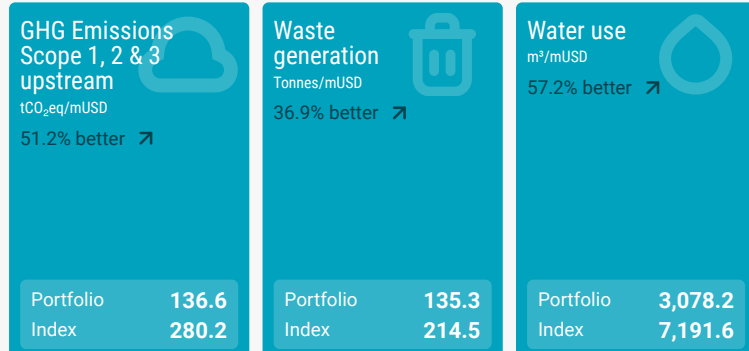 GHG Emissions
Scope 1, 2 & 3
upstream
tCO₂eq/mUSD
51.2% better
Portfolio 136.6
Index 280.2
Waste
generation
Tonnes/mUSD
36.9% better
Portfolio 135.3
Index 214.5
Water use
m³/mUSD
57.2% better
Portfolio 3,078.2
Index 7,191.6